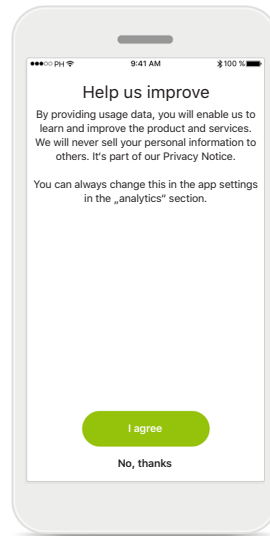 PH 9:41 AM 100 %
Help us improve
By providing usage data, you will enable us to
learn and improve the product and services.
We will never sell your personal information to
others. It's part of our Privacy Notice.
You can always change this in the app settings
in the „analytics" section.
I agree
No, thanks